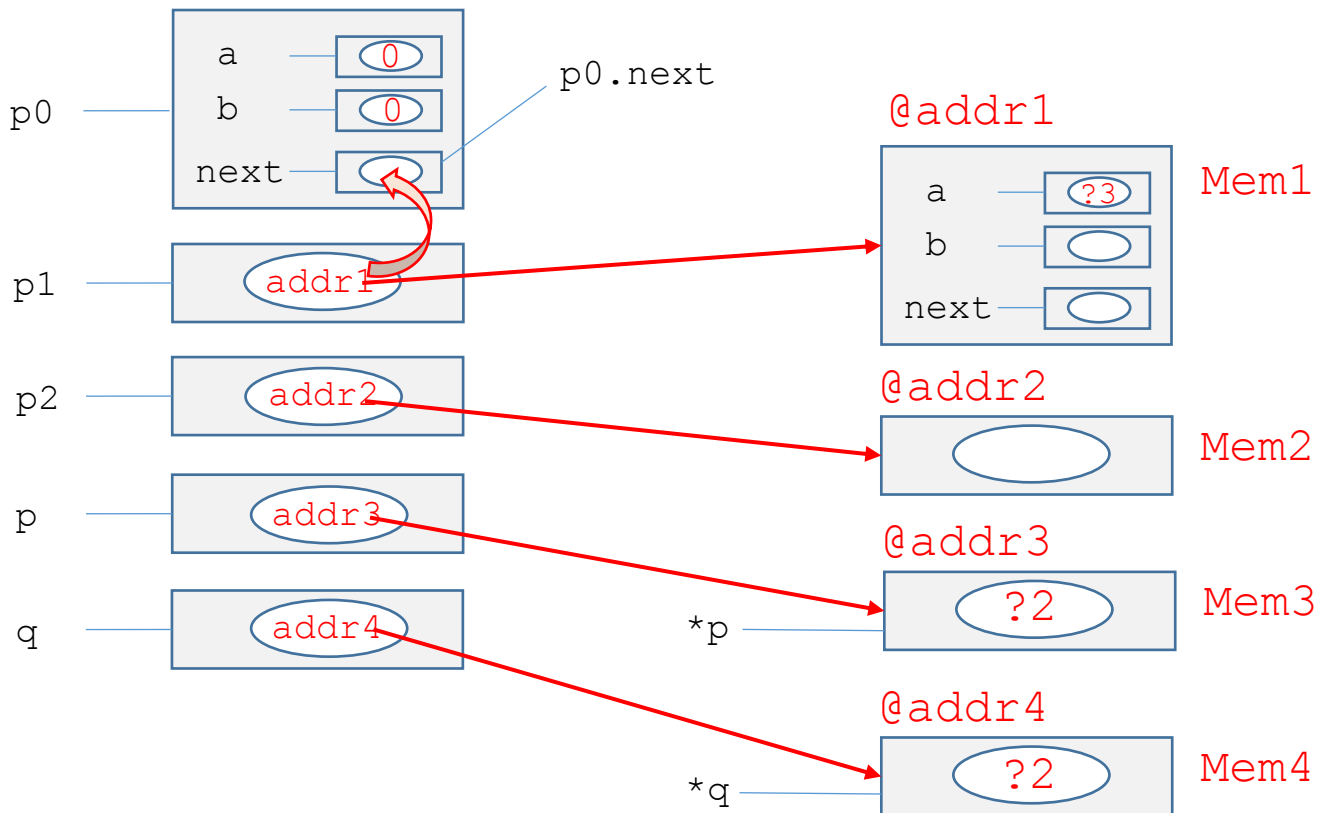 a 0
p0.next
p0 b 0
@addr1
next
Mem1
a ?3
b
p1 addr1
next
@addr2
p2 addr2
Mem2
p addr3
@addr3
?2 Mem3
q addr4
*p
@addr4
?2 Mem4
*q